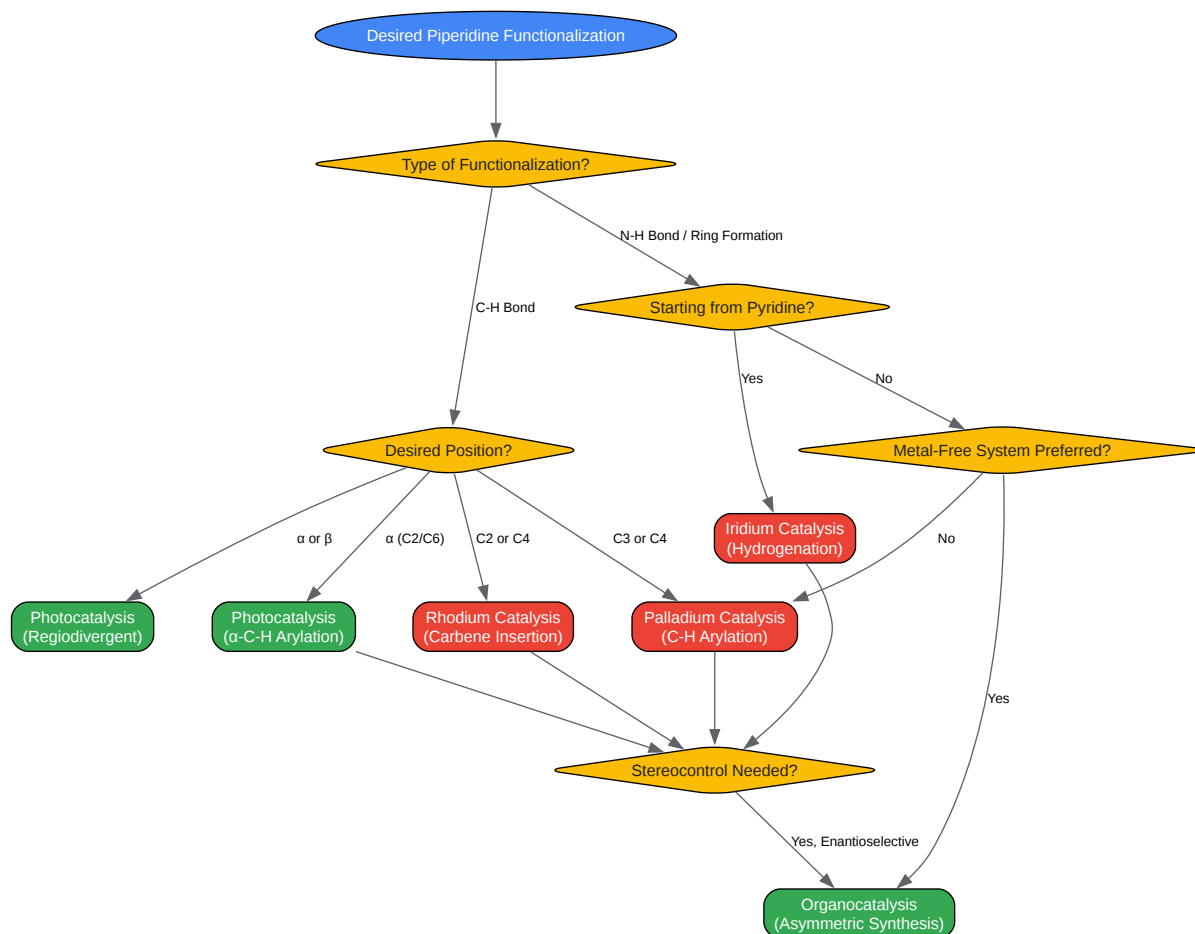 Desired Piperidine Functionalization
Type of Functionalization?
N-H Bond / Ring Formation
C-H Bond
Starting from Pyridine?
Yes
No
Desired Position?
Metal-Free System Preferred?
α or β
α (C2/C6)
C2 or C4
C3 or C4
Iridium Catalysis
(Hydrogenation)
No
Photocatalysis
(Regiodivergent)
Photocatalysis
(α-C-H Arylation)
Rhodium Catalysis
(Carbene Insertion)
Palladium Catalysis
(C-H Arylation)
Yes
Stereocontrol Needed?
Yes, Enantioselective
Organocatalysis
(Asymmetric Synthesis)